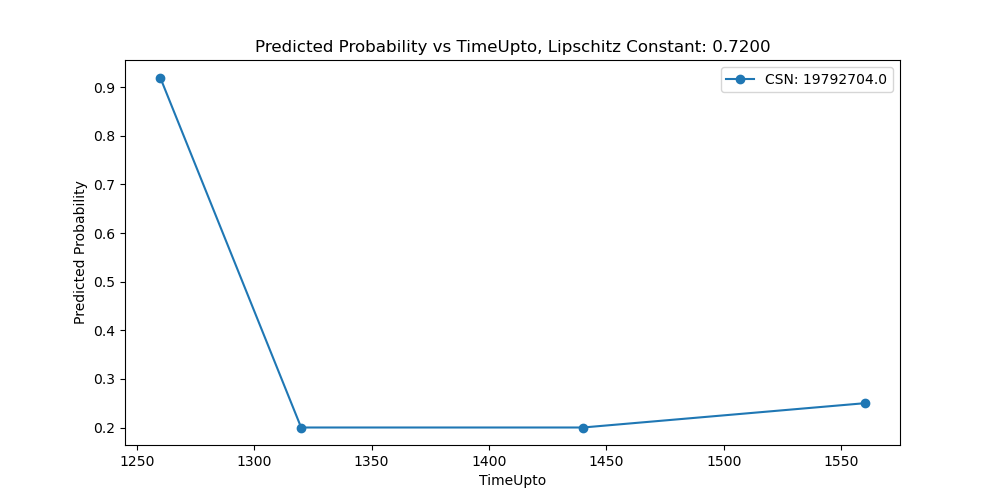 Predicted Probability vs TimeUpto, Lipschitz Constant: 0.7200
CSN: 19792704.0
Predicted Probability
0.9
0.8
0.7
0.6
0.5
0.4
0.3
0.2
1250 1300 1350 1400 1450 1500 1550
TimeUpto